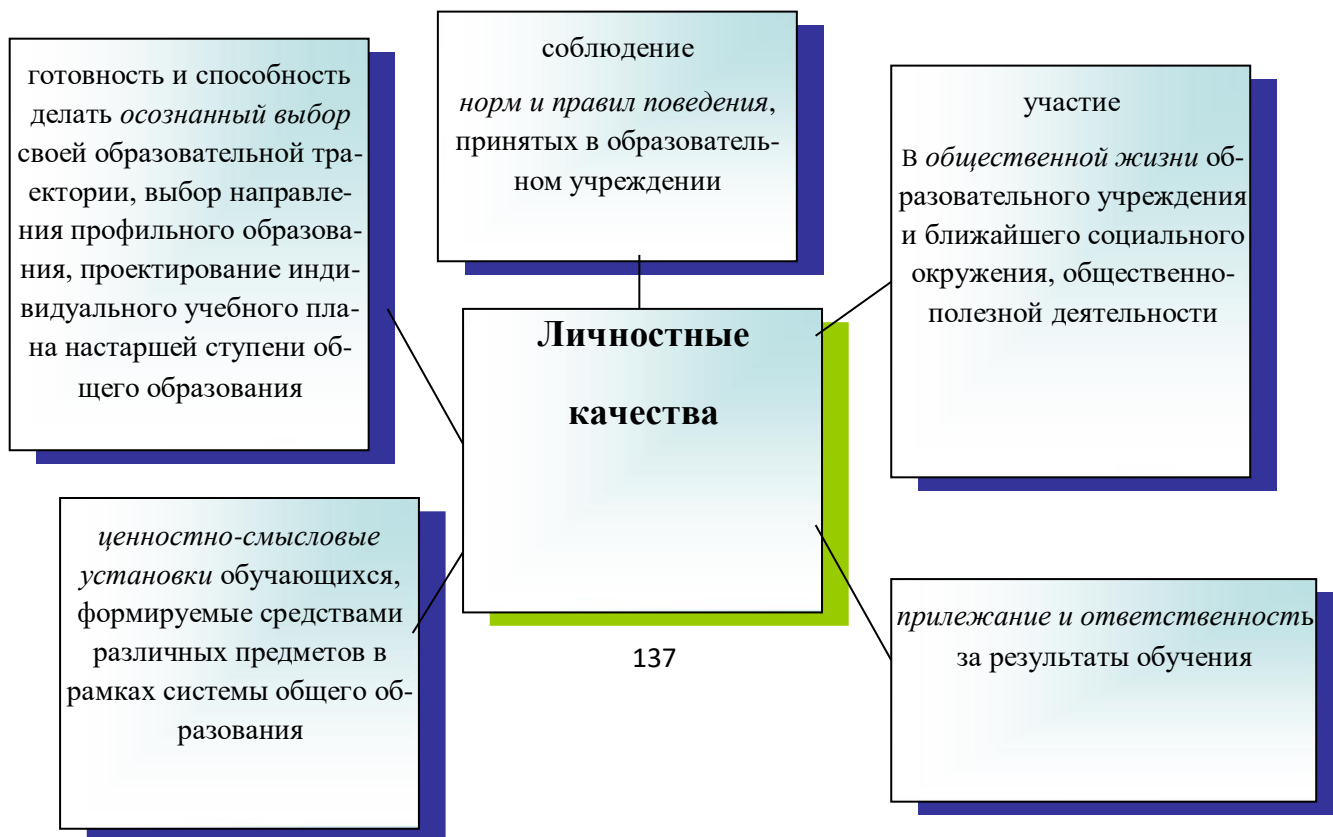 готовность и способность
делать осознанный выбор
своей образовательной тра-
ектории, выбор направле-
ния профильного образова-
ния, проектирование инди-
видуального учебного пла-
на настаршей ступени об-
щего образования
соблюдение
норм и правил поведения,
принятых в образователь-
ном учреждении
участие
в общественной жизни об-
разовательного учреждения
и ближайшего социального
окружения, общественно-
полезной деятельности
Личностные
качества
ценностно-смысловые
установки обучающихся,
формируемые средствами
различных предметов в
рамках системы общего об-
разования
прилежание и ответственность
за результаты обучения
137